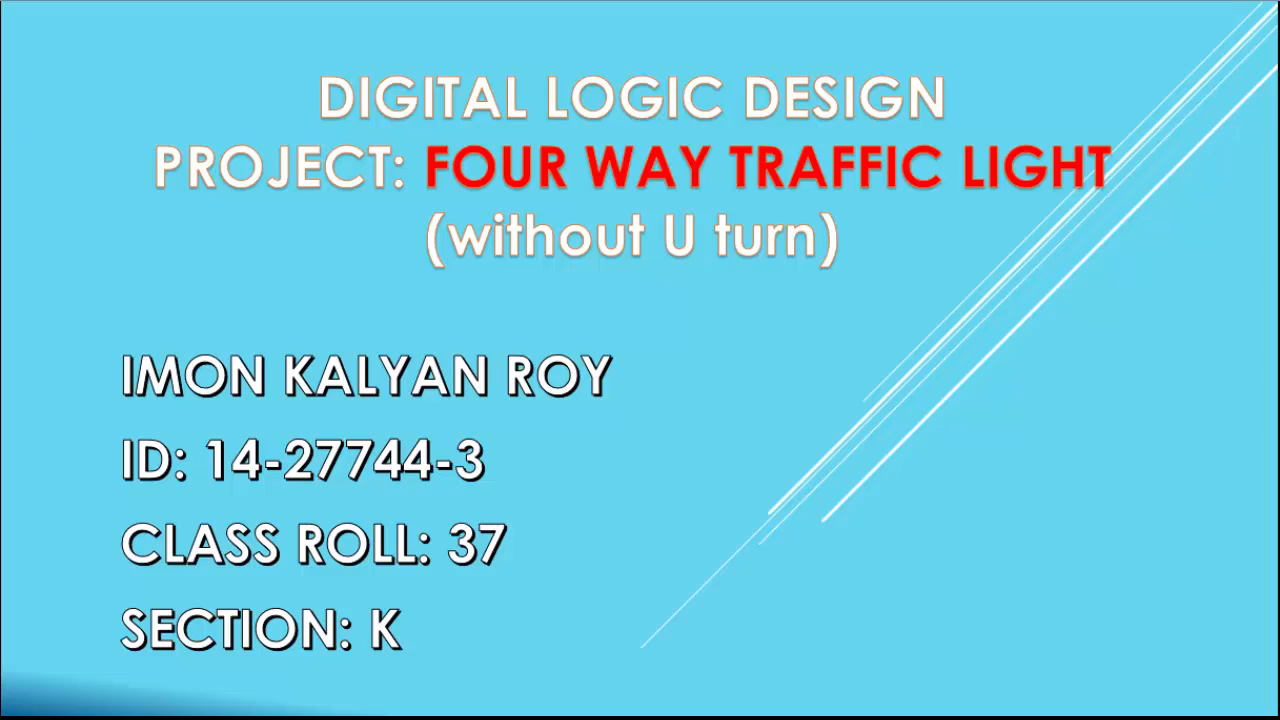 DIGITAL LOGIC DESIGN
PROJECT: FOUR WAY TRAFFIC LIGHT
(without U turn)
IMON KALYAN ROY
ID: 14-27744-3
CLASS ROLL: 37
SECTION: K